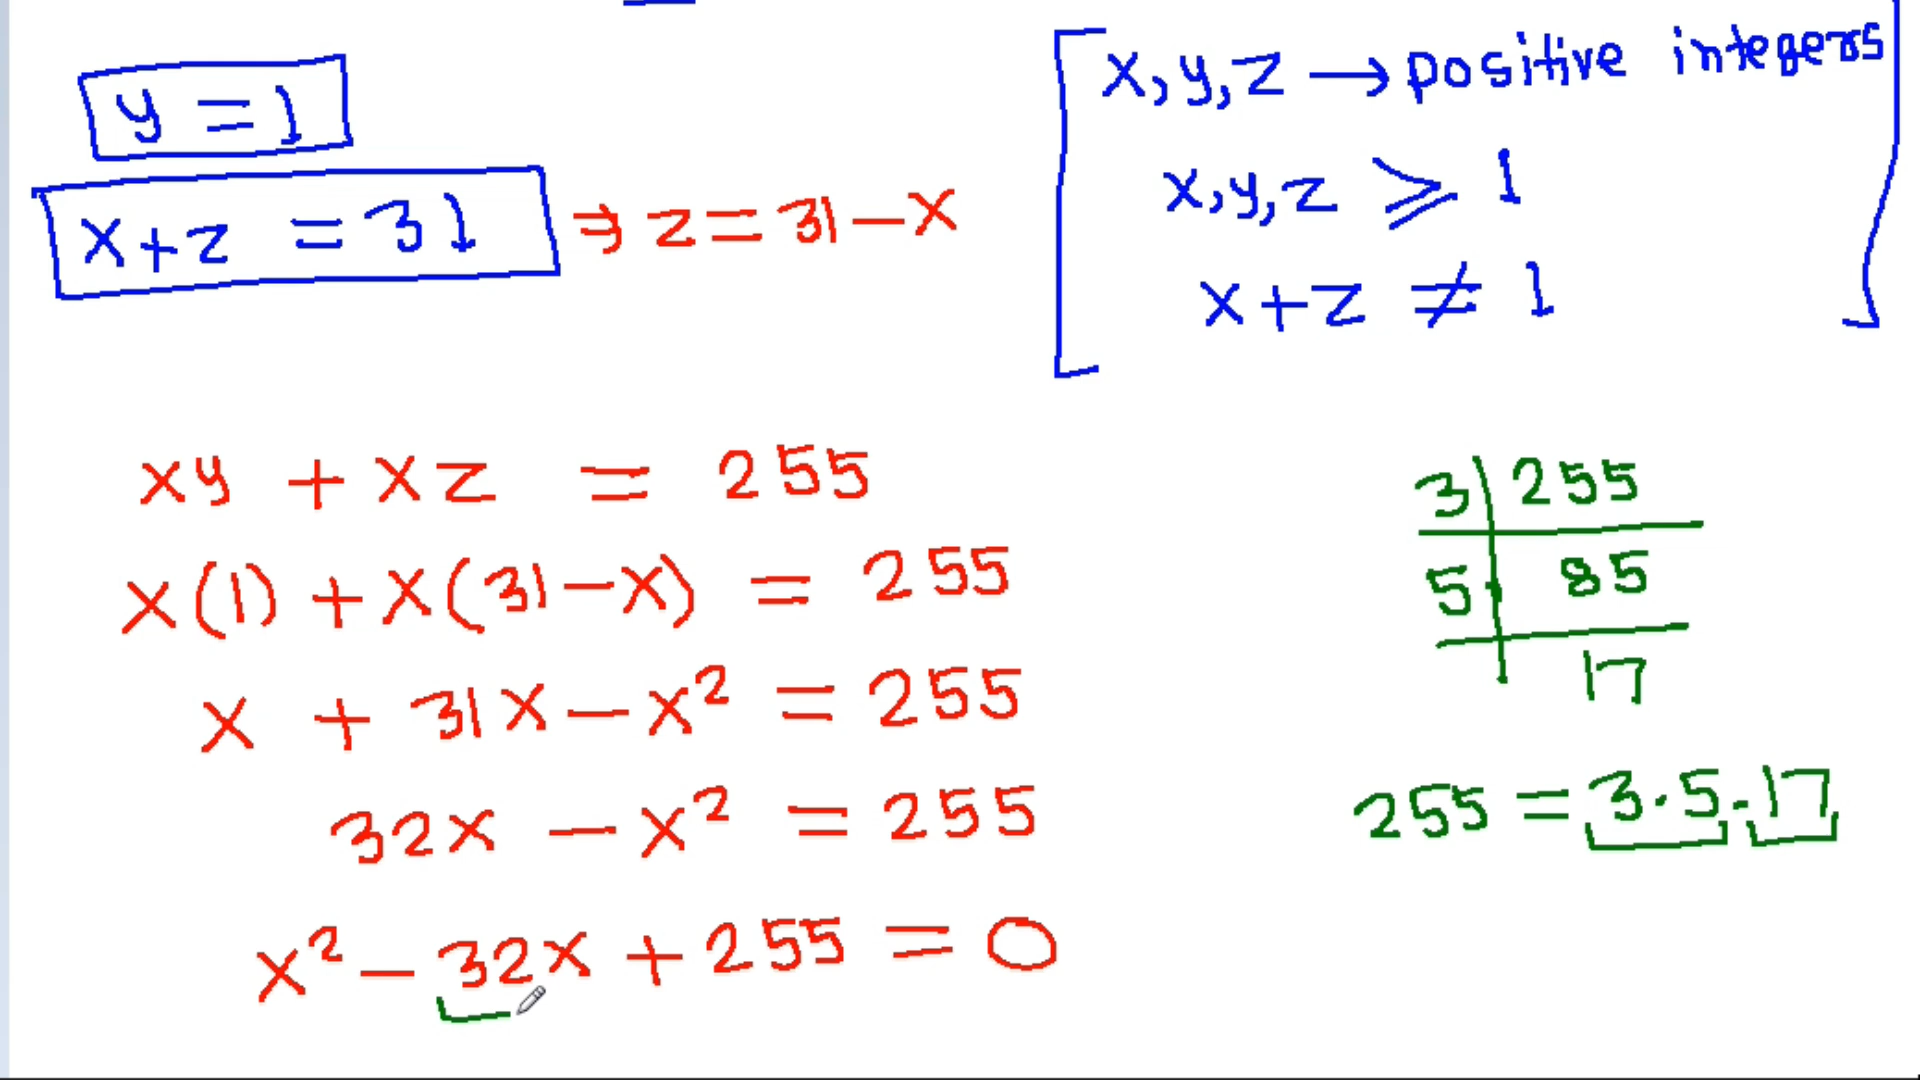 y = 1
x + z = 31 ⇒ z = 31 – x
x, y, z → positive integers
x, y, z ⩾ 1
x + z ≠ 1
xy + xz = 255
x(1) + x(31 – x) = 255
x + 31x – x² = 255
32x – x² = 255
x² – 32x + 255 = 0
3 | 255
5 | 85
| 17
255 = 3 · 5 · 17